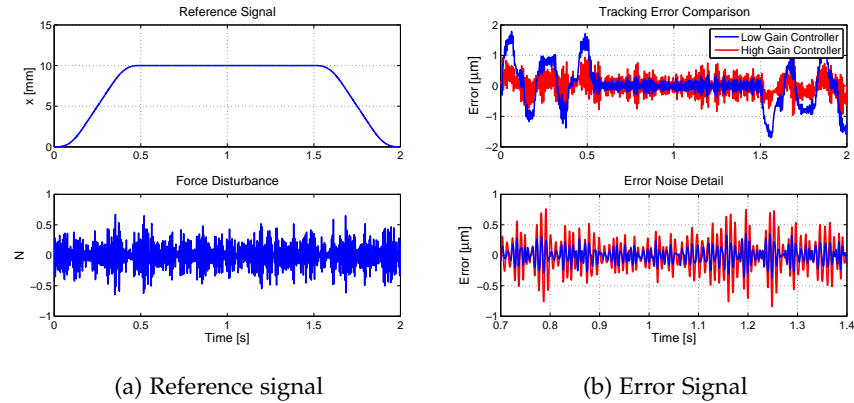 Reference Signal
15
10
5
0
x [mm]
0 0.5 1 1.5 2
Force Disturbance
1
0.5
0
−0.5
−1
N
0 0.5 1 1.5 2
Time [s]
(a) Reference signal
Tracking Error Comparison
Low Gain Controller
High Gain Controller
2
1
0
−1
−2
Error [µm]
0 0.5 1 1.5 2
Error Noise Detail
1
0.5
0
−0.5
−1
Error [µm]
0.7 0.8 0.9 1 1.1 1.2 1.3 1.4
Time [s]
(b) Error Signal